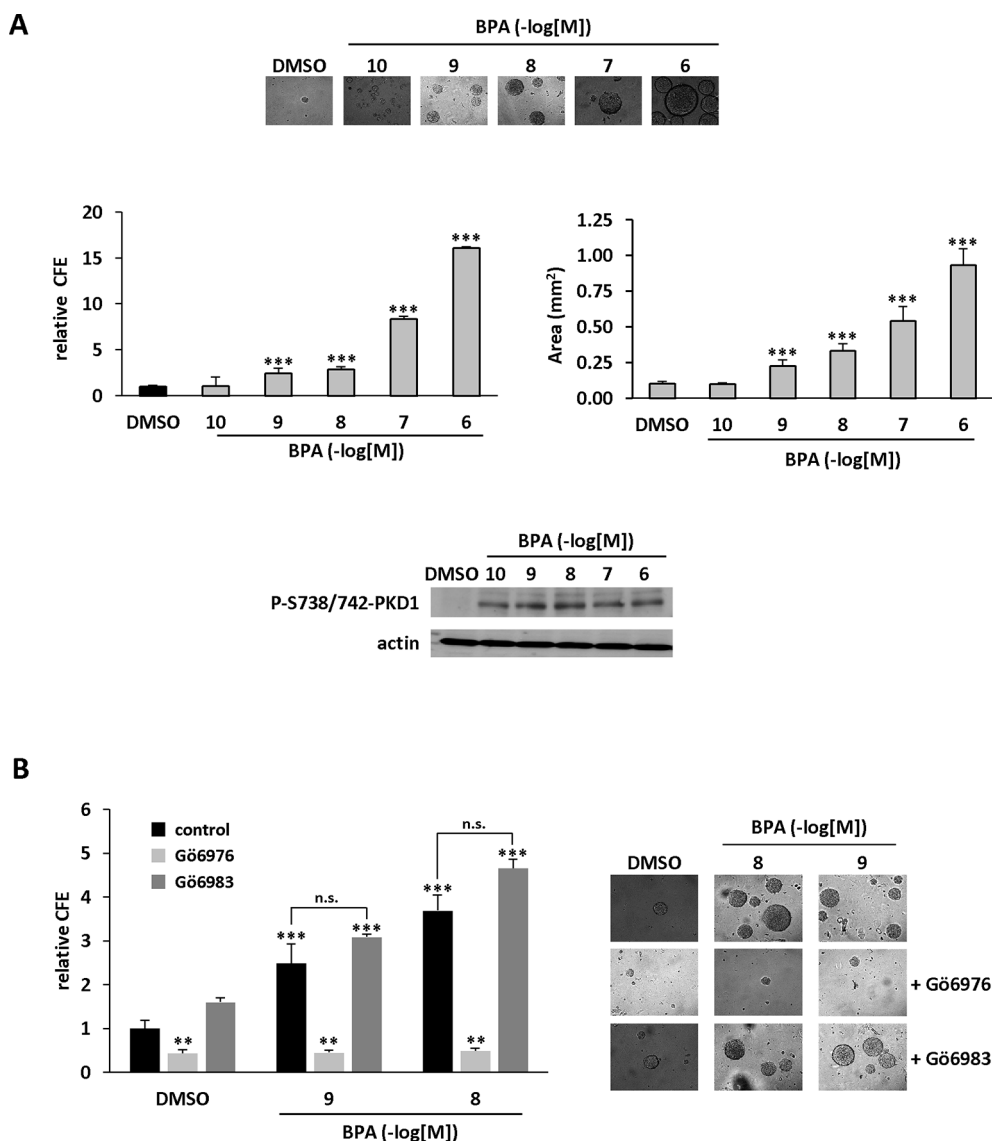 A
BPA (-log[M])
DMSO 10 9 8 7 6
relative CFE
20
15
10
5
0
***
***
***
***
DMSO 10 9 8 7 6
BPA (-log[M])
Area (mm²)
1.25
1.00
0.75
0.50
0.25
0.00
***
***
***
***
DMSO 10 9 8 7 6
BPA (-log[M])
BPA (-log[M])
DMSO 10 9 8 7 6
P-S738/742-PKD1
actin
B
relative CFE
6
5
4
3
2
1
0
control
Gö6976
Gö6983
n.s.
n.s.
**
***
**
***
***
**
***
DMSO 9 8
BPA (-log[M])
BPA (-log[M])
DMSO 8 9
+ Gö6976
+ Gö6983